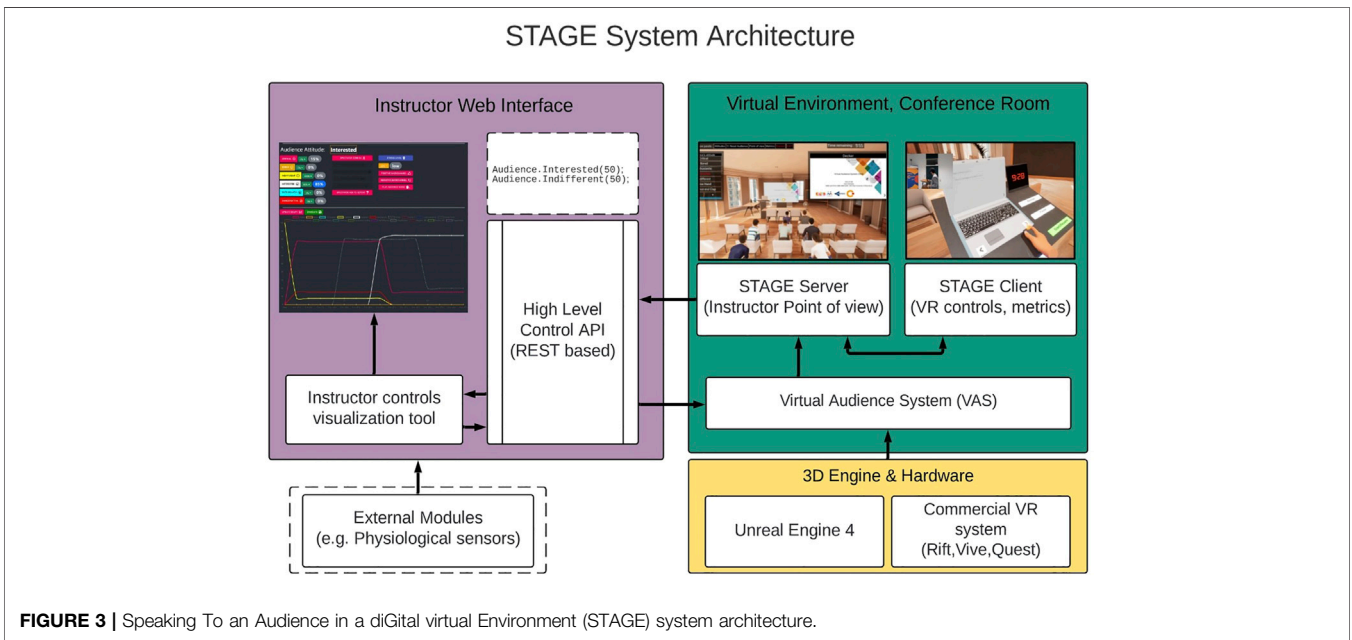 STAGE System Architecture
Instructor Web Interface
Audience Attitude: Interested
Audience.Interested(50);
Audience.Indifferent(50);
High Level
Control API
(REST based)
Instructor controls
visualization tool
External Modules
(e.g. Physiological sensors)
Virtual Environment, Conference Room
9:28
STAGE Server
(Instructor Point of view)
STAGE Client
(VR controls, metrics)
Virtual Audience System (VAS)
3D Engine & Hardware
Unreal Engine 4
Commercial VR
system
(Rift,Vive,Quest)
FIGURE 3 | Speaking To an Audience in a diGital virtual Environment (STAGE) system architecture.